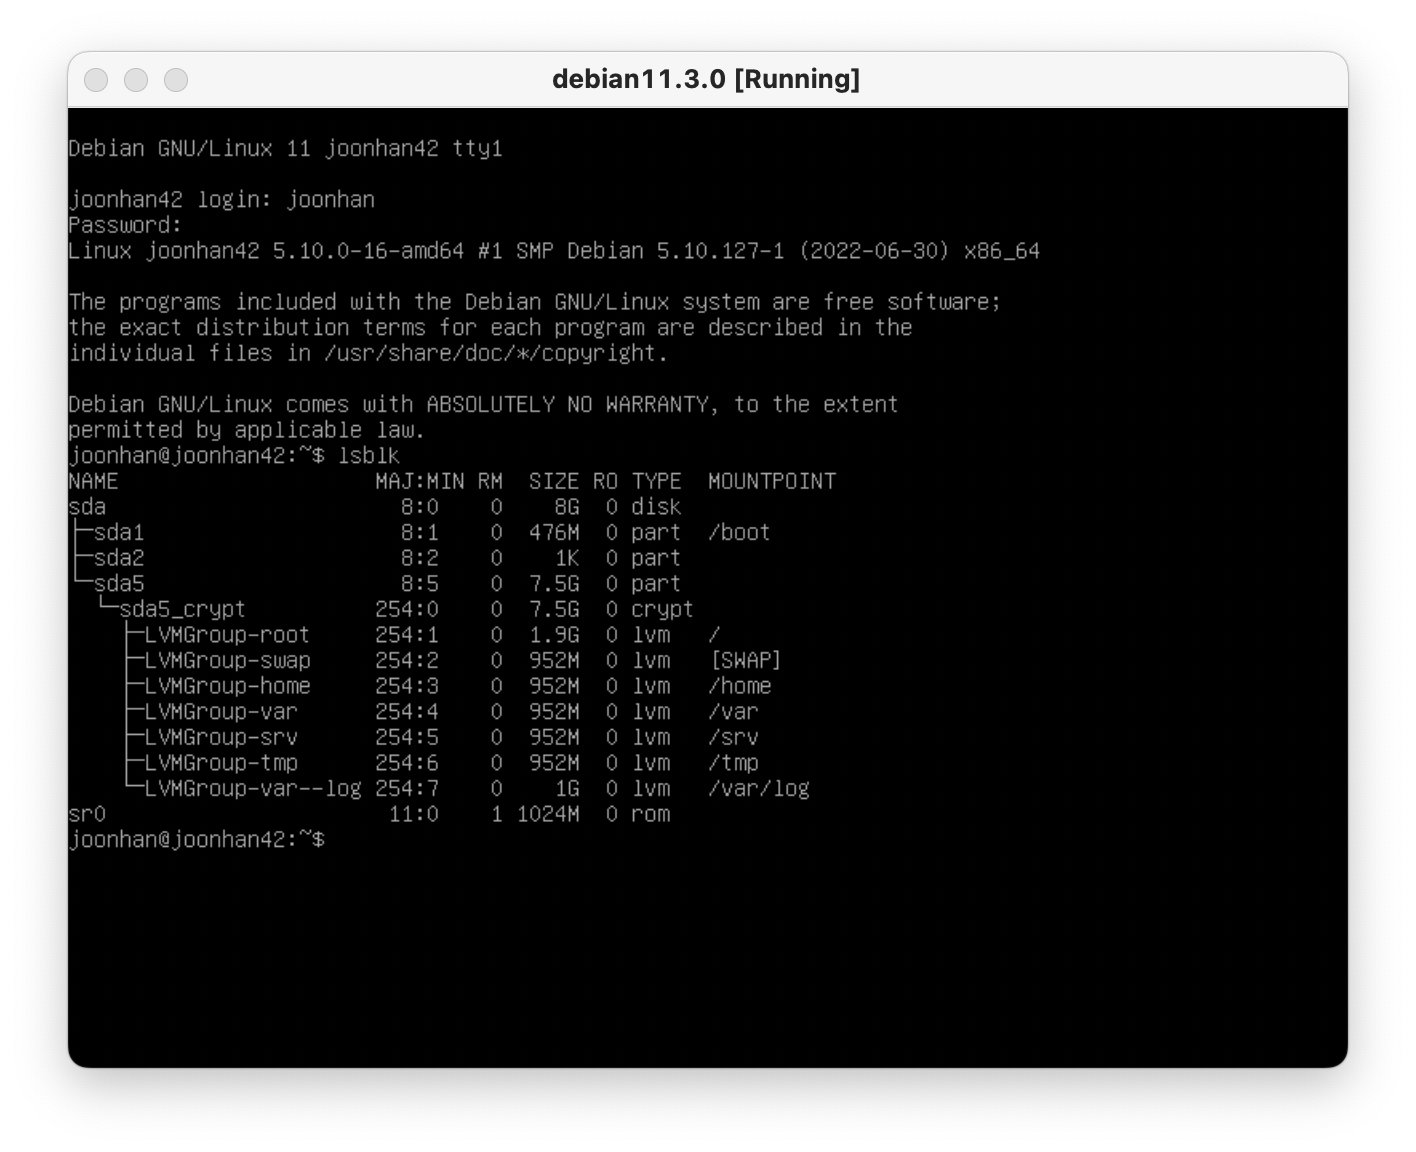 debian11.3.0 [Running]
Debian GNU/Linux 11 joonhan42 tty1
joonhan42 login: joonhan
Password:
Linux joonhan42 5.10.0-16-amd64 #1 SMP Debian 5.10.127-1 (2022-06-30) x86_64
The programs included with the Debian GNU/Linux system are free software;
the exact distribution terms for each program are described in the
individual files in /usr/share/doc/*/copyright.
Debian GNU/Linux comes with ABSOLUTELY NO WARRANTY, to the extent
permitted by applicable law.
joonhan@joonhan42:~$ lsblk
NAME                    MAJ:MIN RM  SIZE RO TYPE  MOUNTPOINT
sda                       8:0    0    8G  0 disk
├─sda1                    8:1    0  476M  0 part  /boot
├─sda2                    8:2    0    1K  0 part
└─sda5                    8:5    0  7.5G  0 part
  └─sda5_crypt          254:0    0  7.5G  0 crypt
    ├─LVMGroup-root     254:1    0  1.9G  0 lvm   /
    ├─LVMGroup-swap     254:2    0  952M  0 lvm   [SWAP]
    ├─LVMGroup-home     254:3    0  952M  0 lvm   /home
    ├─LVMGroup-var      254:4    0  952M  0 lvm   /var
    ├─LVMGroup-srv      254:5    0  952M  0 lvm   /srv
    ├─LVMGroup-tmp      254:6    0  952M  0 lvm   /tmp
    └─LVMGroup-var--log 254:7    0    1G  0 lvm   /var/log
sr0                      11:0    1 1024M  0 rom
joonhan@joonhan42:~$